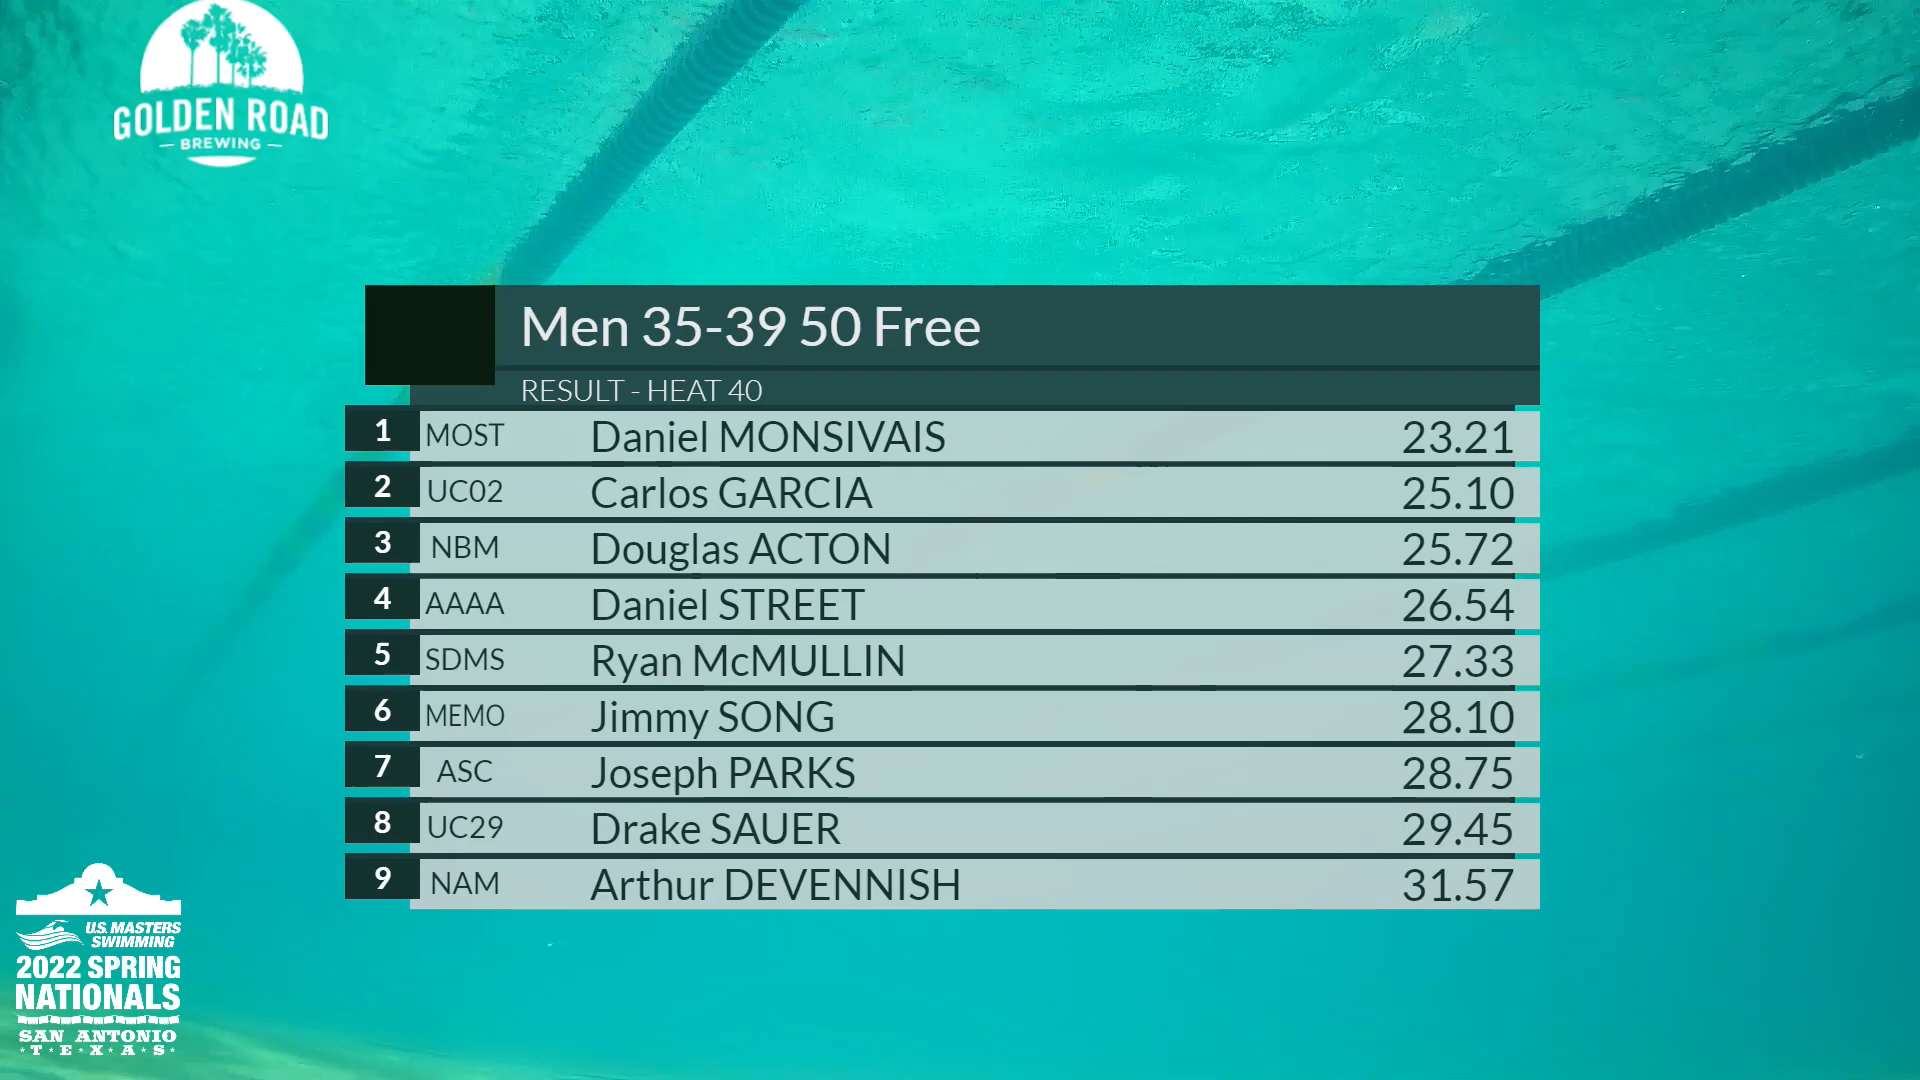 GOLDEN ROAD
BREWING
Men 35-39 50 Free
RESULT - HEAT 40
1 MOST Daniel MONSIVAIS 23.21
2 UC02 Carlos GARCIA 25.10
3 NBM Douglas ACTON 25.72
4 AAAA Daniel STREET 26.54
5 SDMS Ryan McMULLIN 27.33
6 MEMO Jimmy SONG 28.10
7 ASC Joseph PARKS 28.75
8 UC29 Drake SAUER 29.45
9 NAM Arthur DEVENNISH 31.57
U.S. MASTERS
SWIMMING
2022 SPRING
NATIONALS
SAN ANTONIO
T·E·X·A·S